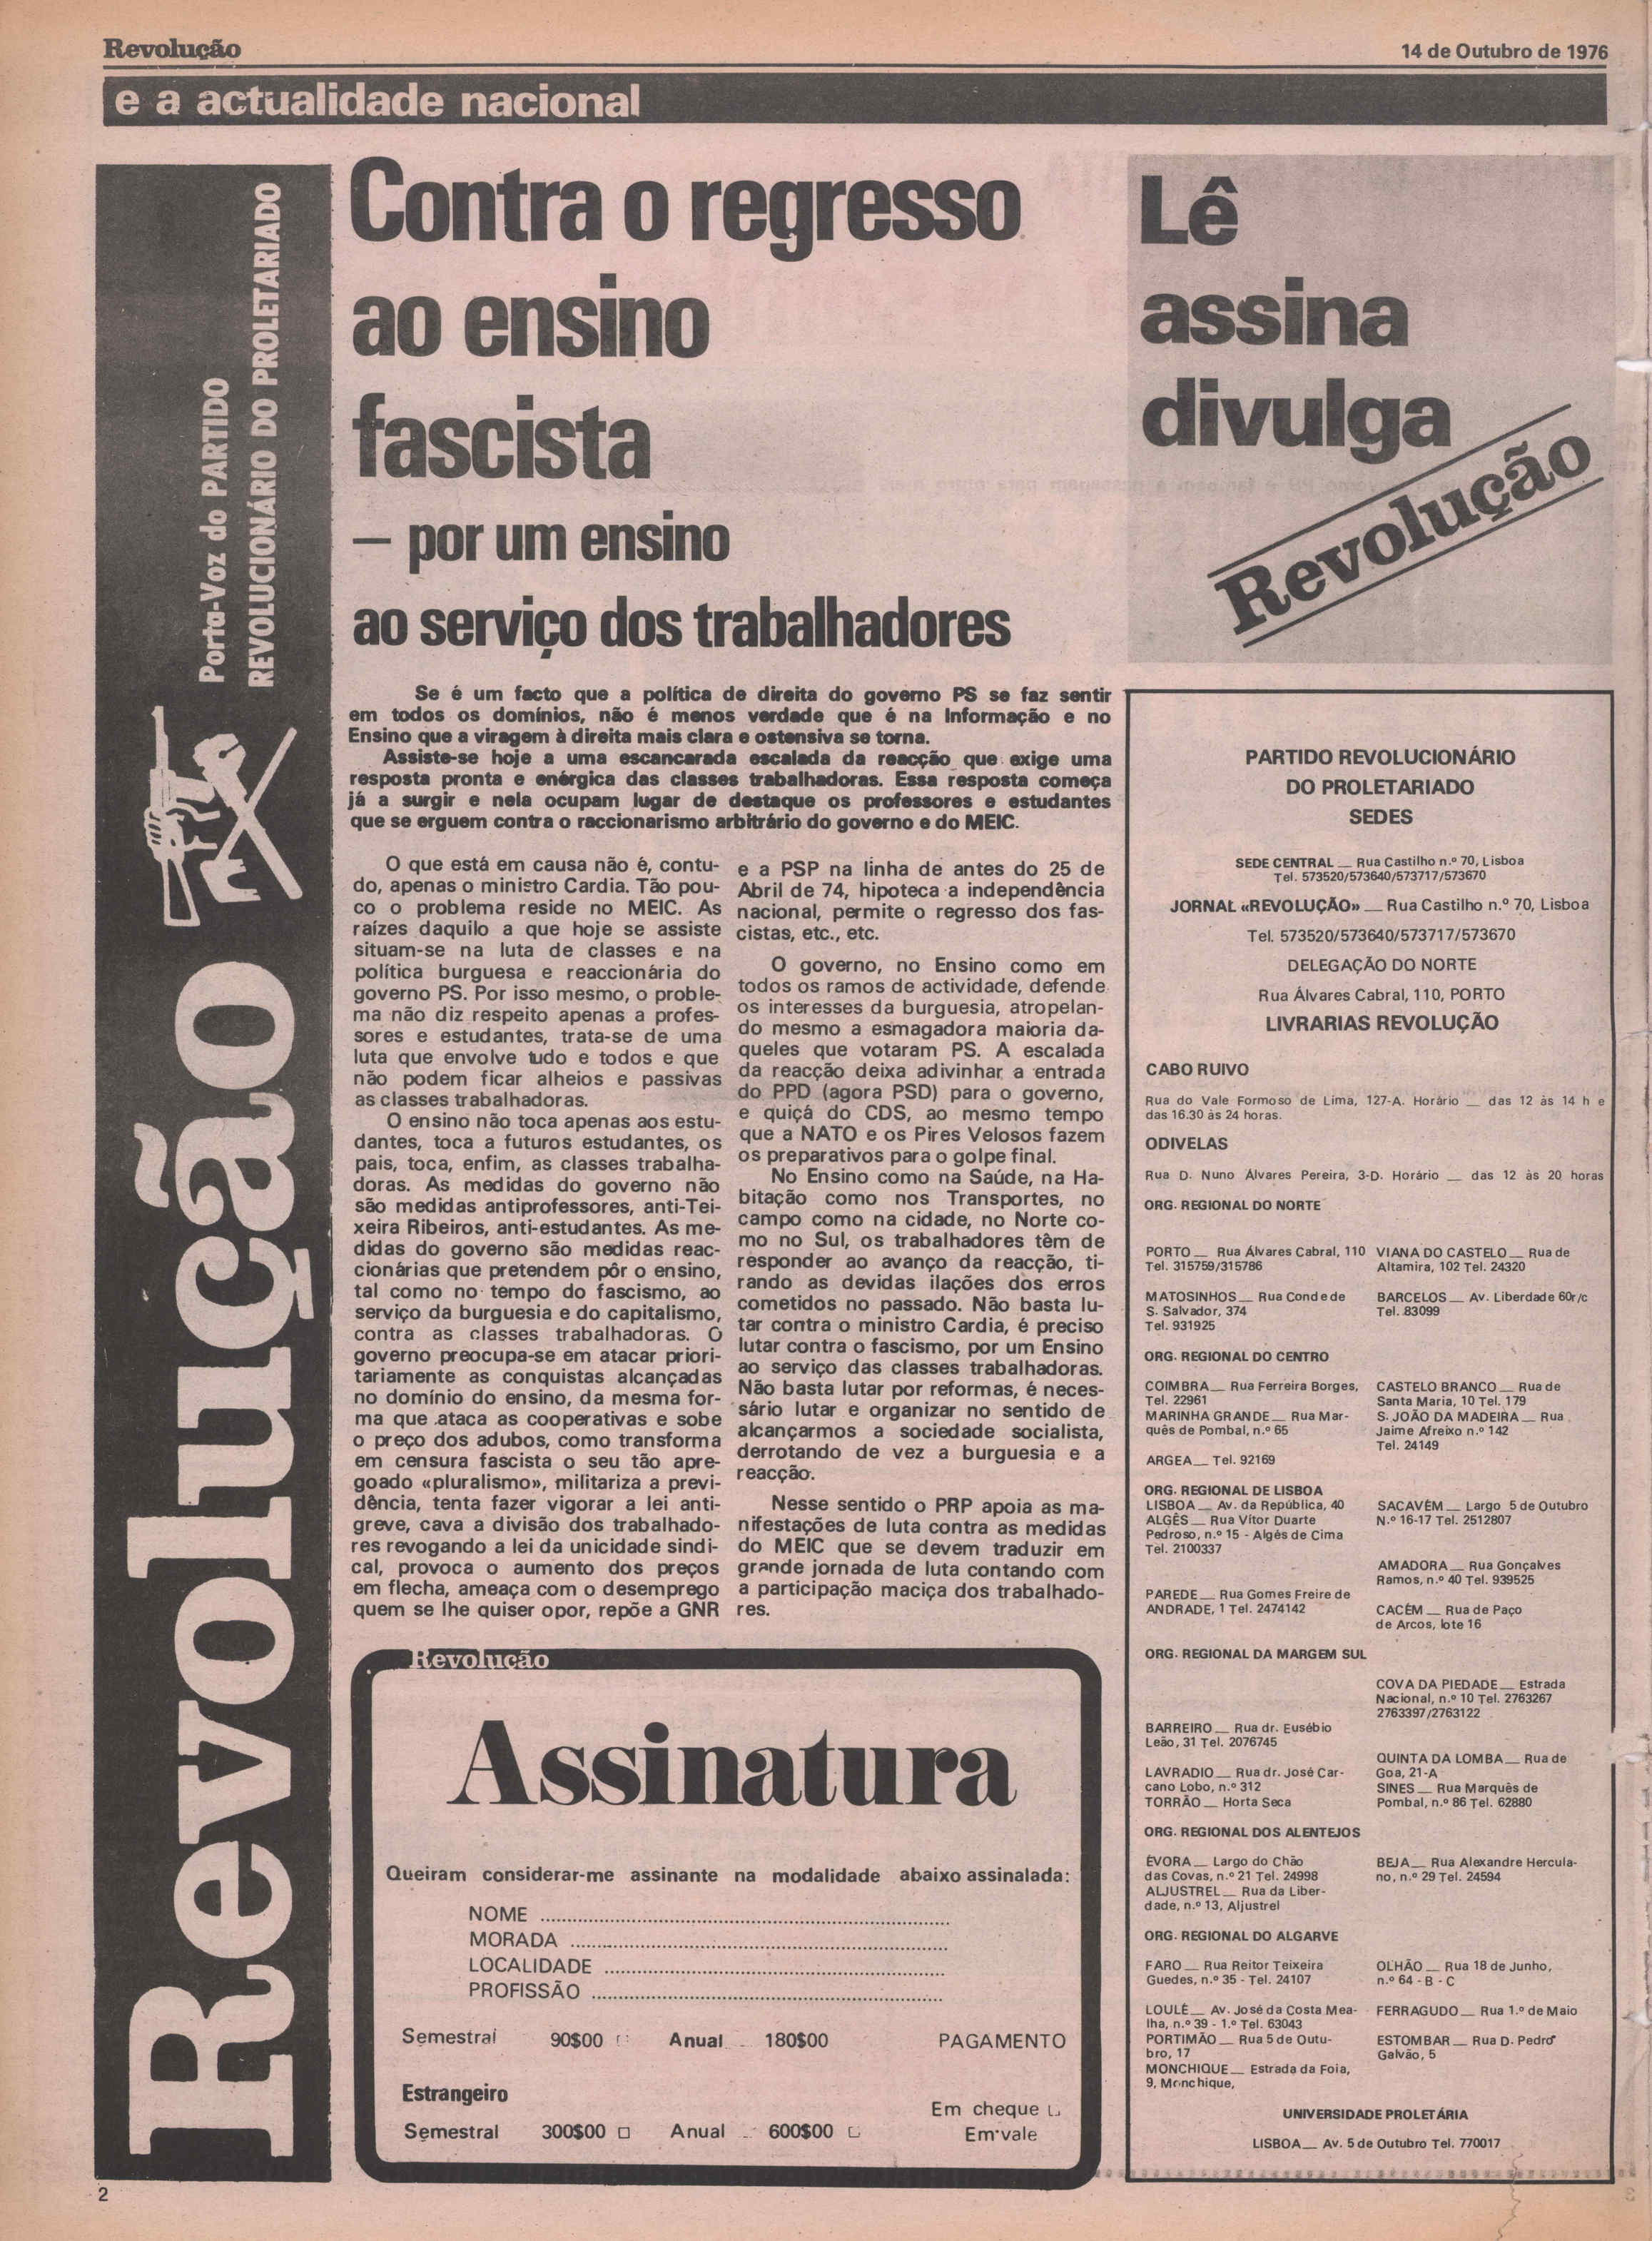 Revolução
14 de Outubro de 1976
e a actualidade nacional
Revolução
Porta-Voz do PARTIDO
REVOLUCIONÁRIO DO PROLETARIADO
Contra o regresso
ao ensino
fascista
— por um ensino
ao serviço dos trabalhadores
Se é um facto que a política de direita do governo PS se faz sentir
em todos os domínios, não é menos verdade que é na Informação e no
Ensino que a viragem à direita mais clara e ostensiva se torna.
Assiste-se hoje a uma escancarada escalada da reacção que exige uma
resposta pronta e enérgica das classes trabalhadoras. Essa resposta começa
já a surgir e nela ocupam lugar de destaque os professores e estudantes
que se erguem contra o raccionarismo arbitrário do governo e do MEIC.
O que está em causa não é, contu-
do, apenas o ministro Cardia. Tão pou-
co o problema reside no MEIC. As
raízes daquilo a que hoje se assiste
situam-se na luta de classes e na
política burguesa e reaccionária do
governo PS. Por isso mesmo, o proble-
ma não diz respeito apenas a profes-
sores e estudantes, trata-se de uma
luta que envolve tudo e todos e que
não podem ficar alheios e passivas
as classes trabalhadoras.
O ensino não toca apenas aos estu-
dantes, toca a futuros estudantes, os
pais, toca, enfim, as classes trabalha-
doras. As medidas do governo não
são medidas antiprofessores, anti-Tei-
xeira Ribeiros, anti-estudantes. As me-
didas do governo são medidas reac-
cionárias que pretendem pôr o ensino,
tal como no tempo do fascismo, ao
serviço da burguesia e do capitalismo,
contra as classes trabalhadoras. O
governo preocupa-se em atacar priori-
tariamente as conquistas alcançadas
no domínio do ensino, da mesma for-
ma que ataca as cooperativas e sobe
o preço dos adubos, como transforma
em censura fascista o seu tão apre-
goado «pluralismo», militariza a previ-
dência, tenta fazer vigorar a lei anti-
greve, cava a divisão dos trabalhado-
res revogando a lei da unicidade sindi-
cal, provoca o aumento dos preços
em flecha, ameaça com o desemprego
quem se lhe quiser opor, repõe a GNR
e a PSP na linha de antes do 25 de
Abril de 74, hipoteca a independência
nacional, permite o regresso dos fas-
cistas, etc., etc.
O governo, no Ensino como em
todos os ramos de actividade, defende
os interesses da burguesia, atropelan-
do mesmo a esmagadora maioria da-
queles que votaram PS. A escalada
da reacção deixa adivinhar a entrada
do PPD (agora PSD) para o governo,
e quiçá do CDS, ao mesmo tempo
que a NATO e os Pires Velosos fazem
os preparativos para o golpe final.
No Ensino como na Saúde, na Ha-
bitação como nos Transportes, no
campo como na cidade, no Norte co-
mo no Sul, os trabalhadores têm de
responder ao avanço da reacção, ti-
rando as devidas ilações dos erros
cometidos no passado. Não basta lu-
tar contra o ministro Cardia, é preciso
lutar contra o fascismo, por um Ensino
ao serviço das classes trabalhadoras.
Não basta lutar por reformas, é neces-
sário lutar e organizar no sentido de
alcançarmos a sociedade socialista,
derrotando de vez a burguesia e a
reacção.
Nesse sentido o PRP apoia as ma-
nifestações de luta contra as medidas
do MEIC que se devem traduzir em
grande jornada de luta contando com
a participação maciça dos trabalhado-
res.
Revolução
Assinatura
Queiram considerar-me assinante na modalidade abaixo assinalada:
NOME ..........
MORADA ..........
LOCALIDADE ..........
PROFISSÃO ..........
Semestral 90$00 □ Anual 180$00 PAGAMENTO
Estrangeiro
Em cheque □
Semestral 300$00 □ Anual 600$00 □ Em vale
Lê
assina
divulga
Revolução
PARTIDO REVOLUCIONÁRIO
DO PROLETARIADO
SEDES
SEDE CENTRAL — Rua Castilho n.º 70, Lisboa
Tel. 573520/573640/573717/573670
JORNAL «REVOLUÇÃO» — Rua Castilho n.º 70, Lisboa
Tel. 573520/573640/573717/573670
DELEGAÇÃO DO NORTE
Rua Álvares Cabral, 110, PORTO
LIVRARIAS REVOLUÇÃO
CABO RUIVO
Rua do Vale Formoso de Lima, 127-A. Horário — das 12 às 14 h e
das 16.30 às 24 horas.
ODIVELAS
Rua D. Nuno Álvares Pereira, 3-D. Horário — das 12 às 20 horas
ORG. REGIONAL DO NORTE
PORTO — Rua Álvares Cabral, 110
Tel. 315759/315786
VIANA DO CASTELO — Rua de
Altamira, 102 Tel. 24320
MATOSINHOS — Rua Conde de
S. Salvador, 374
Tel. 931925
BARCELOS — Av. Liberdade 60r/c
Tel. 83099
ORG. REGIONAL DO CENTRO
COIMBRA — Rua Ferreira Borges,
Tel. 22961
MARINHA GRANDE — Rua Mar-
quês de Pombal, n.º 65
ARGEA — Tel. 92169
CASTELO BRANCO — Rua de
Santa Maria, 10 Tel. 179
S. JOÃO DA MADEIRA — Rua
Jaime Afreixo n.º 142
Tel. 24149
ORG. REGIONAL DE LISBOA
LISBOA — Av. da República, 40
ALGÉS — Rua Vítor Duarte
Pedroso, n.º 15 - Algés de Cima
Tel. 2100337
PAREDE — Rua Gomes Freire de
ANDRADE, 1 Tel. 2474142
SACAVÉM — Largo 5 de Outubro
N.º 16-17 Tel. 2512807
AMADORA — Rua Gonçalves
Ramos, n.º 40 Tel. 939525
CACÉM — Rua de Paço
de Arcos, lote 16
ORG. REGIONAL DA MARGEM SUL
COVA DA PIEDADE — Estrada
Nacional, n.º 10 Tel. 2763267
2763397/2763122
BARREIRO — Rua dr. Eusébio
Leão, 31 Tel. 2076745
LAVRADIO — Rua dr. José Car-
cano Lobo, n.º 312
TORRÃO — Horta Seca
QUINTA DA LOMBA — Rua de
Goa, 21-A
SINES — Rua Marquês de
Pombal, n.º 86 Tel. 62880
ORG. REGIONAL DOS ALENTEJOS
ÉVORA — Largo do Chão
das Covas, n.º 21 Tel. 24998
ALJUSTREL — Rua da Liber-
dade, n.º 13, Aljustrel
BEJA — Rua Alexandre Hercula-
no, n.º 29 Tel. 24594
ORG. REGIONAL DO ALGARVE
FARO — Rua Reitor Teixeira
Guedes, n.º 35 - Tel. 24107
OLHÃO — Rua 18 de Junho,
n.º 64 - B - C
LOULÉ — Av. José da Costa Mea-
lha, n.º 39 - 1.º Tel. 63043
PORTIMÃO — Rua 5 de Outu-
bro, 17
MONCHIQUE — Estrada da Foia,
9, Monchique,
FERRAGUDO — Rua 1.º de Maio
ESTOMBAR — Rua D. Pedro
Galvão, 5
UNIVERSIDADE PROLETÁRIA
LISBOA — Av. 5 de Outubro Tel. 770017
2